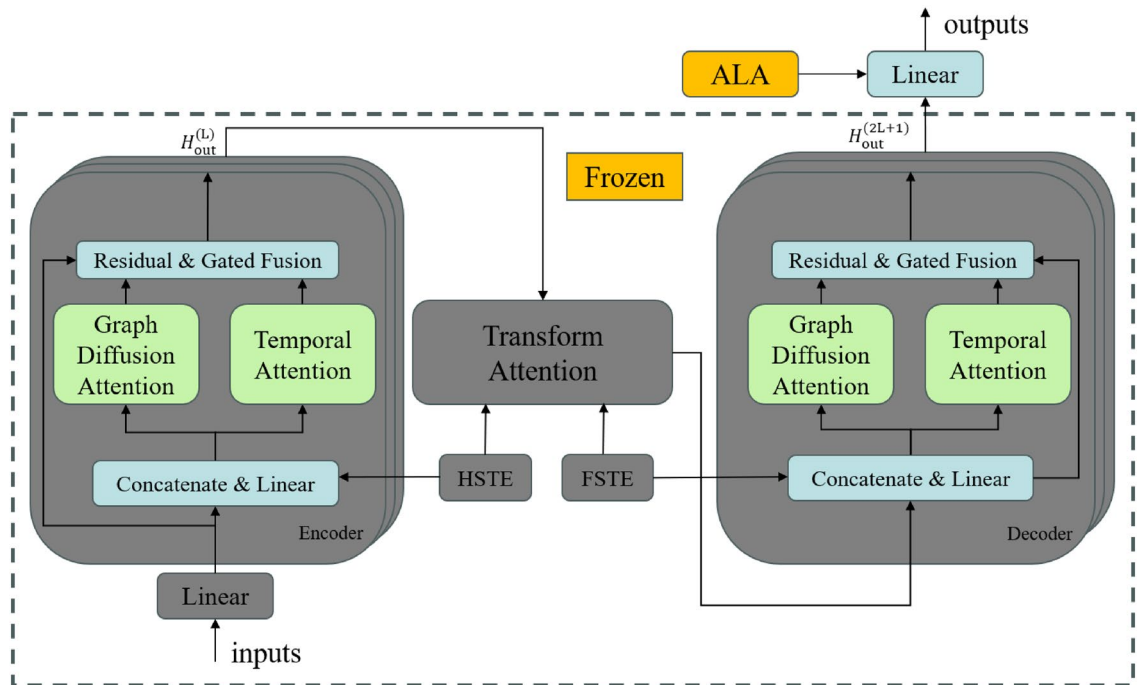 outputs
ALA
Linear
H_out^(L)
H_out^(2L+1)
Frozen
Residual & Gated Fusion
Graph
Diffusion
Attention
Temporal
Attention
Concatenate & Linear
Encoder
Linear
inputs
Transform
Attention
HSTE
FSTE
Residual & Gated Fusion
Graph
Diffusion
Attention
Temporal
Attention
Concatenate & Linear
Decoder